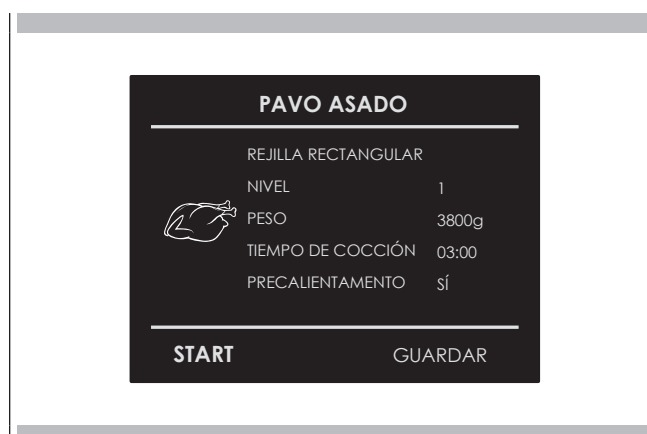 PAVO ASADO
REJILLA RECTANGULAR
NIVEL 1
PESO 3800g
TIEMPO DE COCCIÓN 03:00
PRECALIENTAMENTO SÍ
START GUARDAR